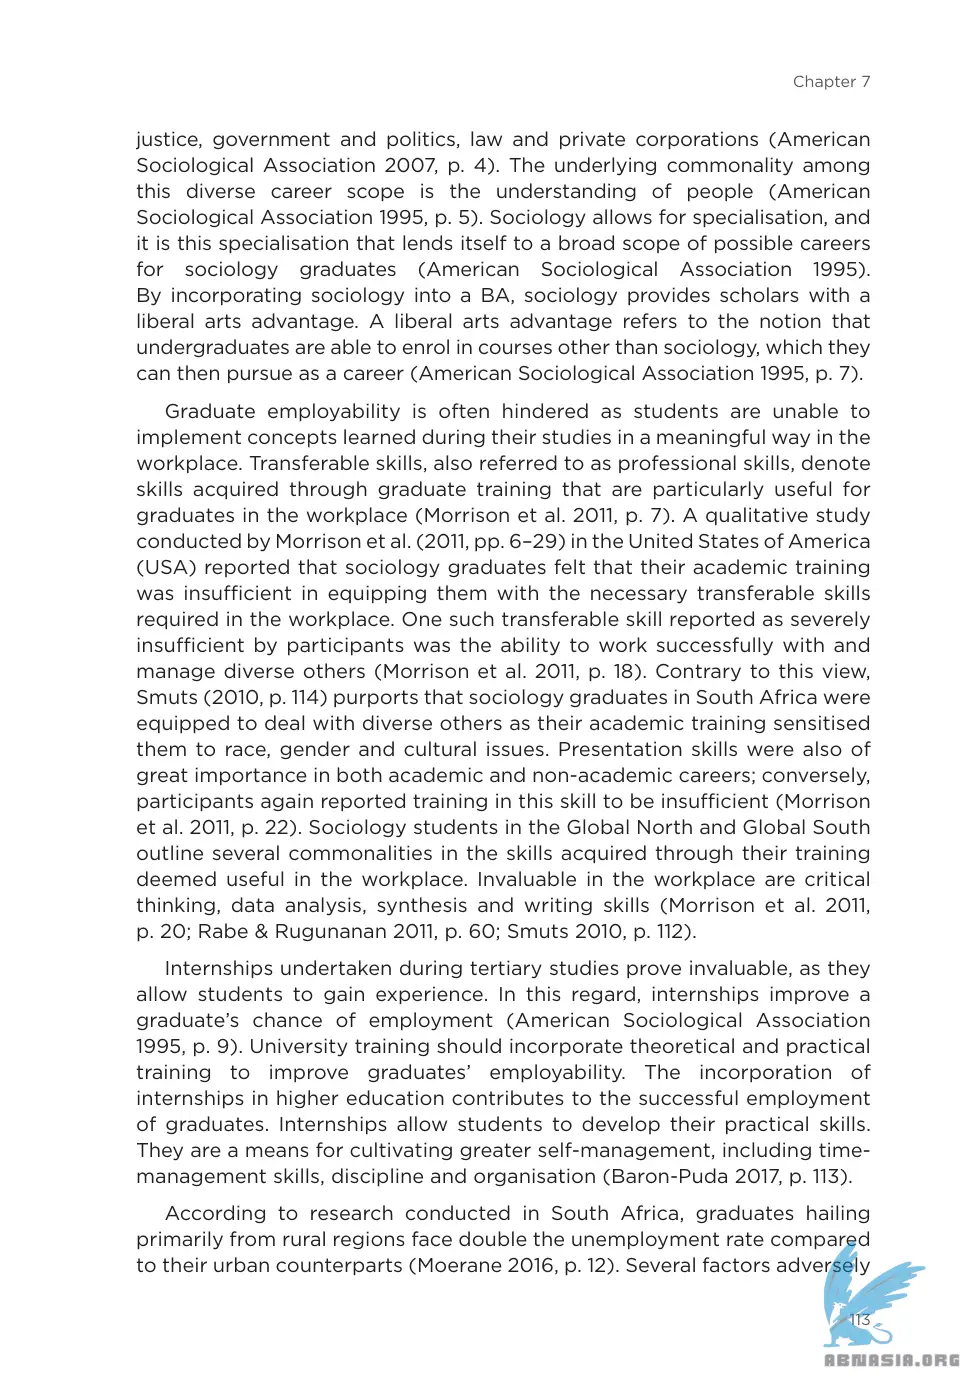 Chapter 7
justice, government and politics, law and private corporations (American
Sociological Association 2007, p. 4). The underlying commonality among
this diverse career scope is the understanding of people (American
Sociological Association 1995, p. 5). Sociology allows for specialisation, and
it is this specialisation that lends itself to a broad scope of possible careers
for sociology graduates (American Sociological Association 1995).
By incorporating sociology into a BA, sociology provides scholars with a
liberal arts advantage. A liberal arts advantage refers to the notion that
undergraduates are able to enrol in courses other than sociology, which they
can then pursue as a career (American Sociological Association 1995, p. 7).
Graduate employability is often hindered as students are unable to
implement concepts learned during their studies in a meaningful way in the
workplace. Transferable skills, also referred to as professional skills, denote
skills acquired through graduate training that are particularly useful for
graduates in the workplace (Morrison et al. 2011, p. 7). A qualitative study
conducted by Morrison et al. (2011, pp. 6–29) in the United States of America
(USA) reported that sociology graduates felt that their academic training
was insufficient in equipping them with the necessary transferable skills
required in the workplace. One such transferable skill reported as severely
insufficient by participants was the ability to work successfully with and
manage diverse others (Morrison et al. 2011, p. 18). Contrary to this view,
Smuts (2010, p. 114) purports that sociology graduates in South Africa were
equipped to deal with diverse others as their academic training sensitised
them to race, gender and cultural issues. Presentation skills were also of
great importance in both academic and non-academic careers; conversely,
participants again reported training in this skill to be insufficient (Morrison
et al. 2011, p. 22). Sociology students in the Global North and Global South
outline several commonalities in the skills acquired through their training
deemed useful in the workplace. Invaluable in the workplace are critical
thinking, data analysis, synthesis and writing skills (Morrison et al. 2011,
p. 20; Rabe & Rugunanan 2011, p. 60; Smuts 2010, p. 112).
Internships undertaken during tertiary studies prove invaluable, as they
allow students to gain experience. In this regard, internships improve a
graduate’s chance of employment (American Sociological Association
1995, p. 9). University training should incorporate theoretical and practical
training to improve graduates’ employability. The incorporation of
internships in higher education contributes to the successful employment
of graduates. Internships allow students to develop their practical skills.
They are a means for cultivating greater self-management, including time-
management skills, discipline and organisation (Baron-Puda 2017, p. 113).
According to research conducted in South Africa, graduates hailing
primarily from rural regions face double the unemployment rate compared
to their urban counterparts (Moerane 2016, p. 12). Several factors adversely
113
ABNASIA.ORG